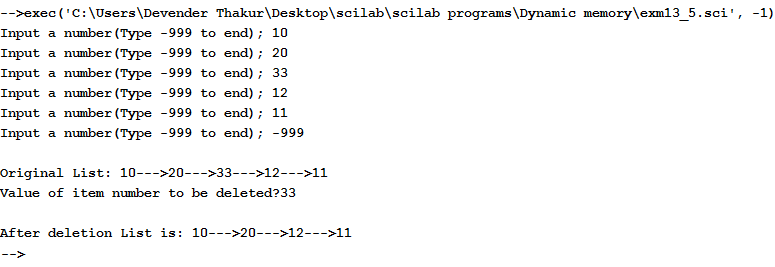 -->exec('C:\Users\Devender Thakur\Desktop\scilab\scilab programs\Dynamic memory\exm13_5.sci', -1)
Input a number(Type -999 to end); 10
Input a number(Type -999 to end); 20
Input a number(Type -999 to end); 33
Input a number(Type -999 to end); 12
Input a number(Type -999 to end); 11
Input a number(Type -999 to end); -999
Original List: 10--->20--->33--->12--->11
Value of item number to be deleted?33
After deletion List is: 10--->20--->12--->11
-->